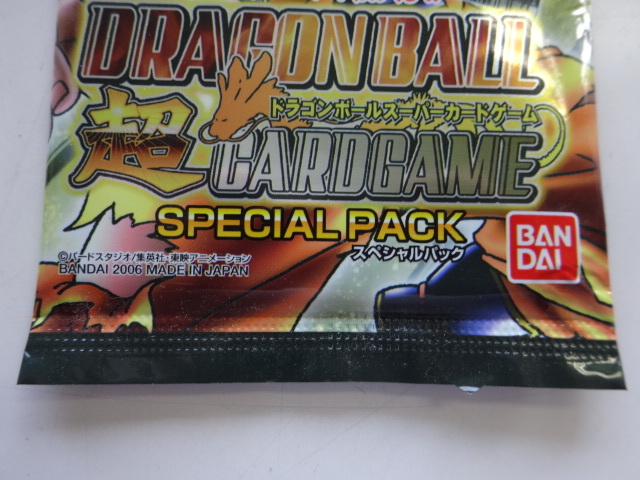 DRAGONBALL
ドラゴンボールスーパーカードゲーム
超 CARDGAME
SPECIAL PACK
スペシャルパック
©バードスタジオ/集英社・東映アニメーション
BANDAI 2006 MADE IN JAPAN
BAN
DAI